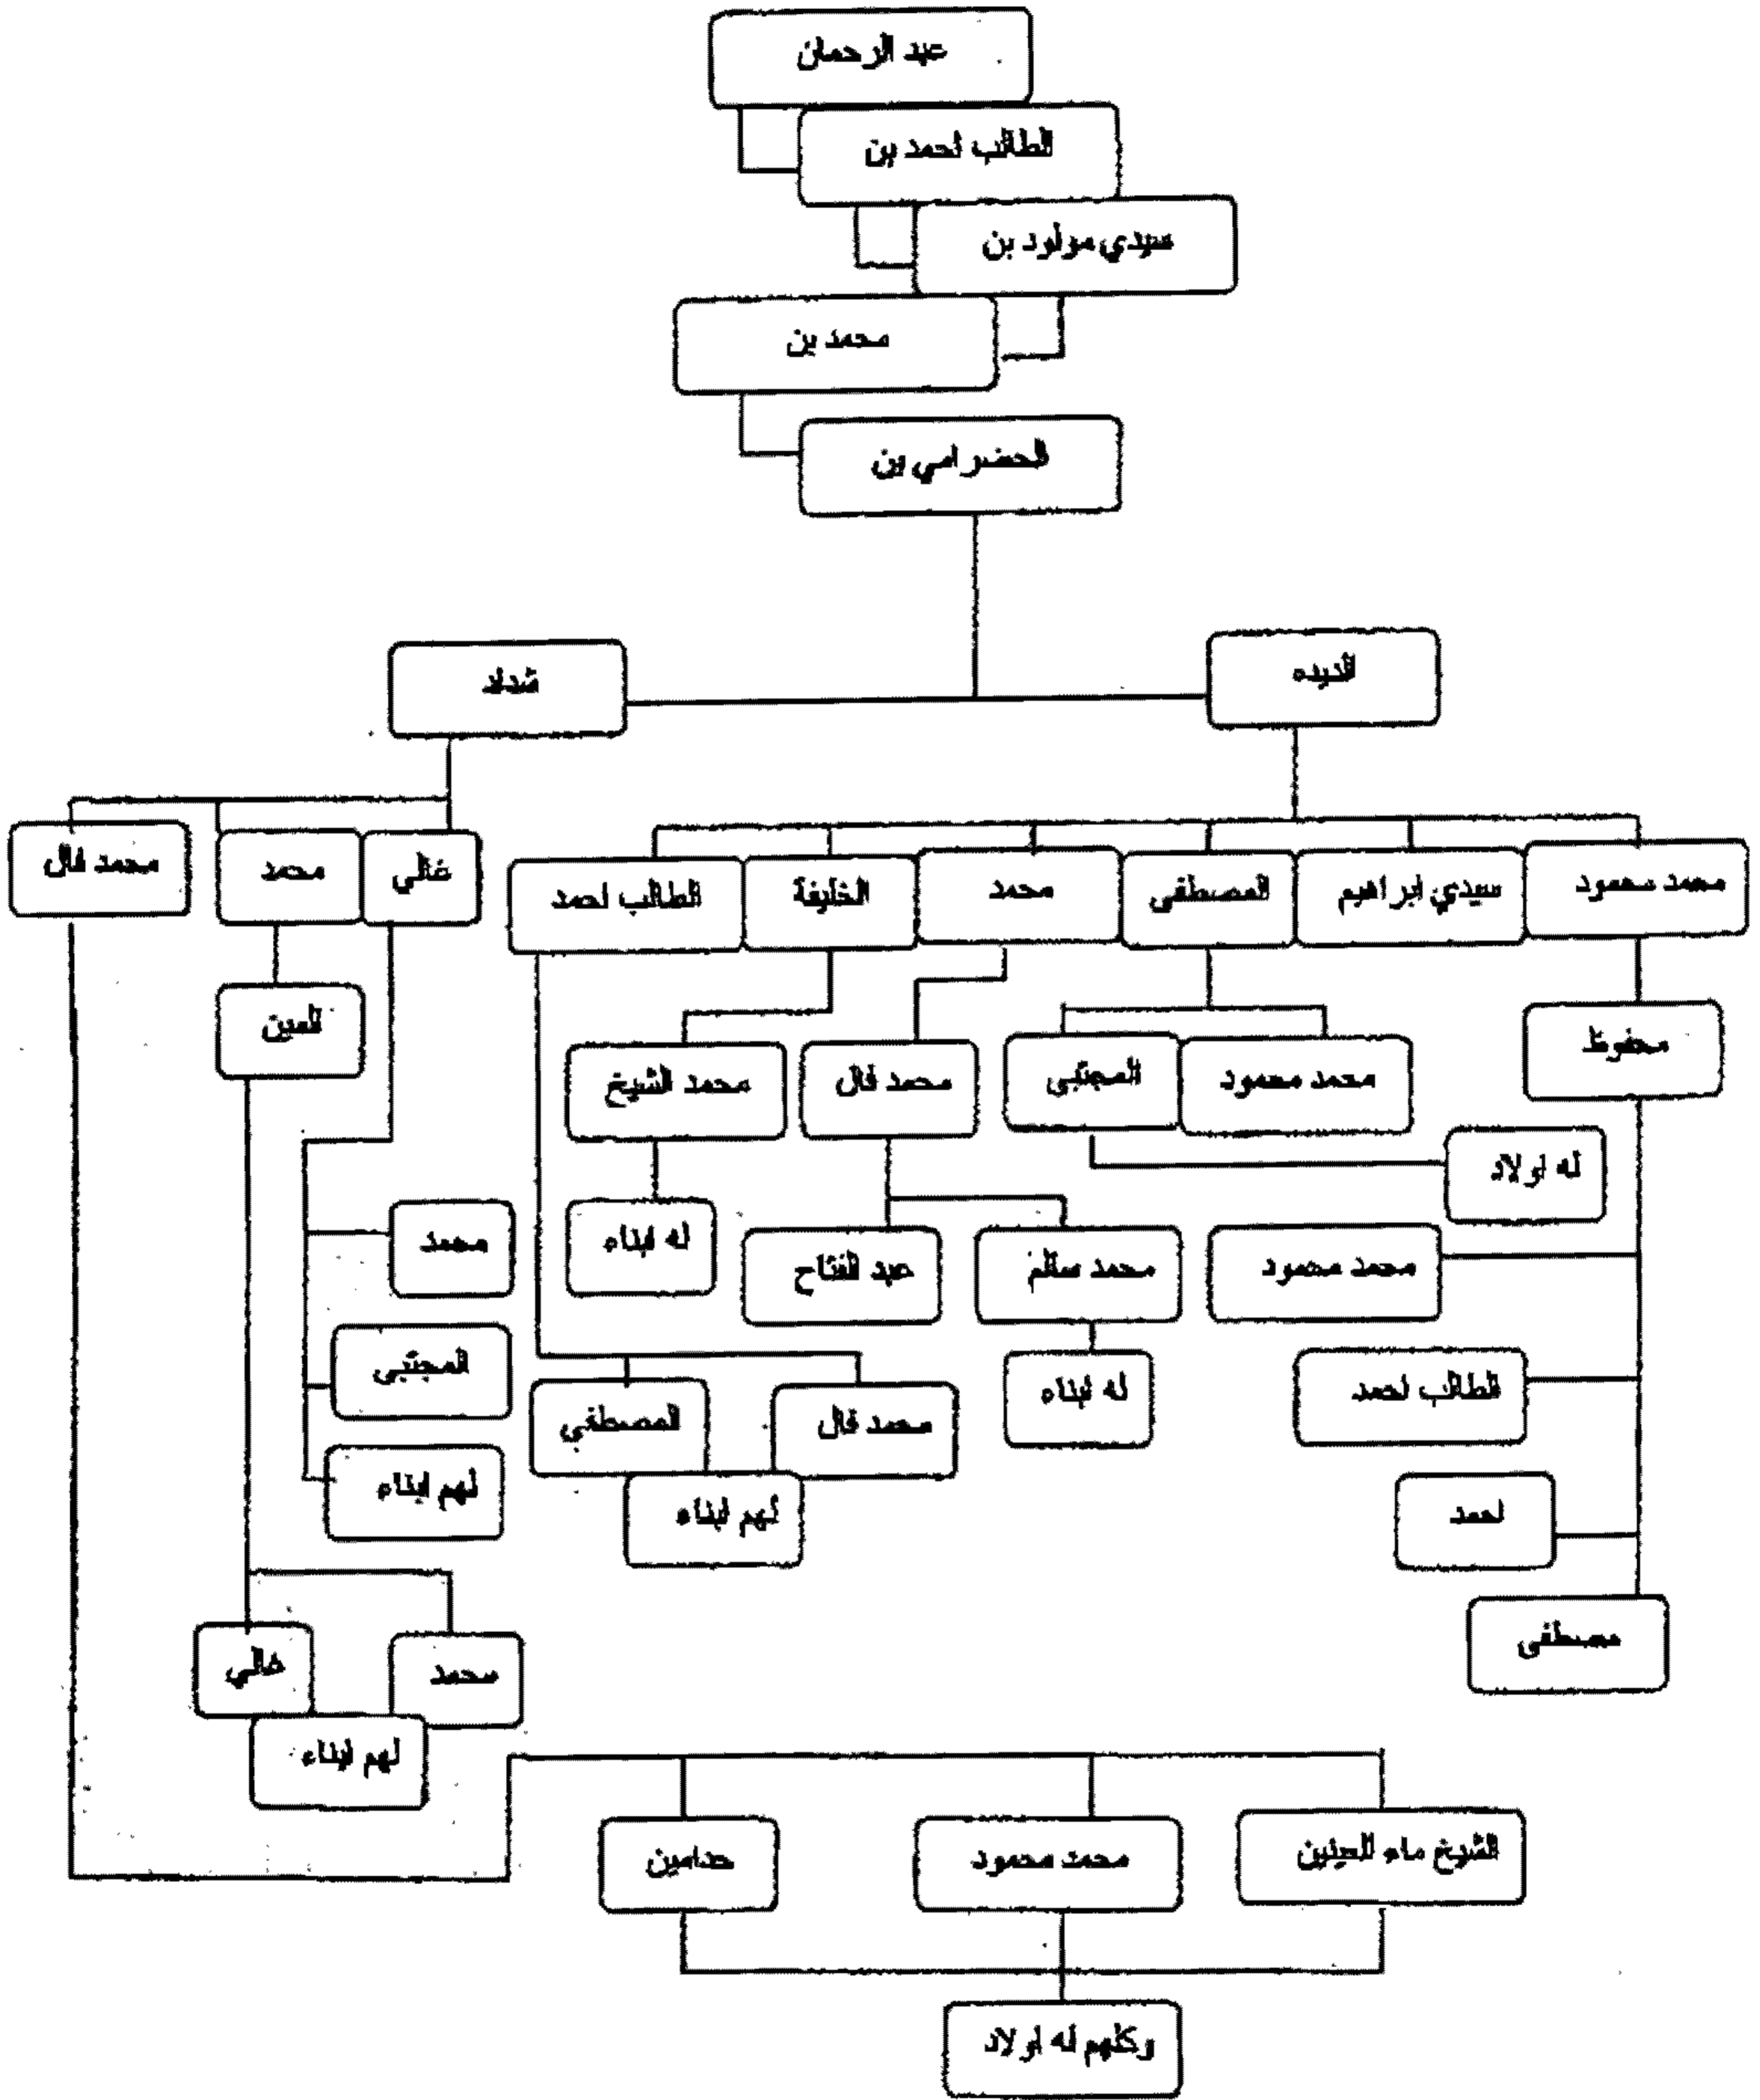 عبد الرحمان
الطالب احمد بن
سيدي مولود بن
محمد بن
الحضرامي بن
شداد
محمد محمود
سيدي ابراهيم
المصطفى
محمد
الخليفة
الطالب احمد
غالي
محمد
محمد فال
محفوظ
محمد محمود
المجتبى
محمد فال
محمد الشيخ
له اولاد
محمد محمود
محمد سالم
عبد الفتاح
له ابناء
محمد
الطالب احمد
له ابناء
محمد فال
المصطفي
المجتبى
احمد
لهم ابناء
لهم ابناء
مصطفى
محمد
غالي
لهم ابناء
الشيخ ماء العينين
محمد محمود
حدامين
وكلهم له اولاد